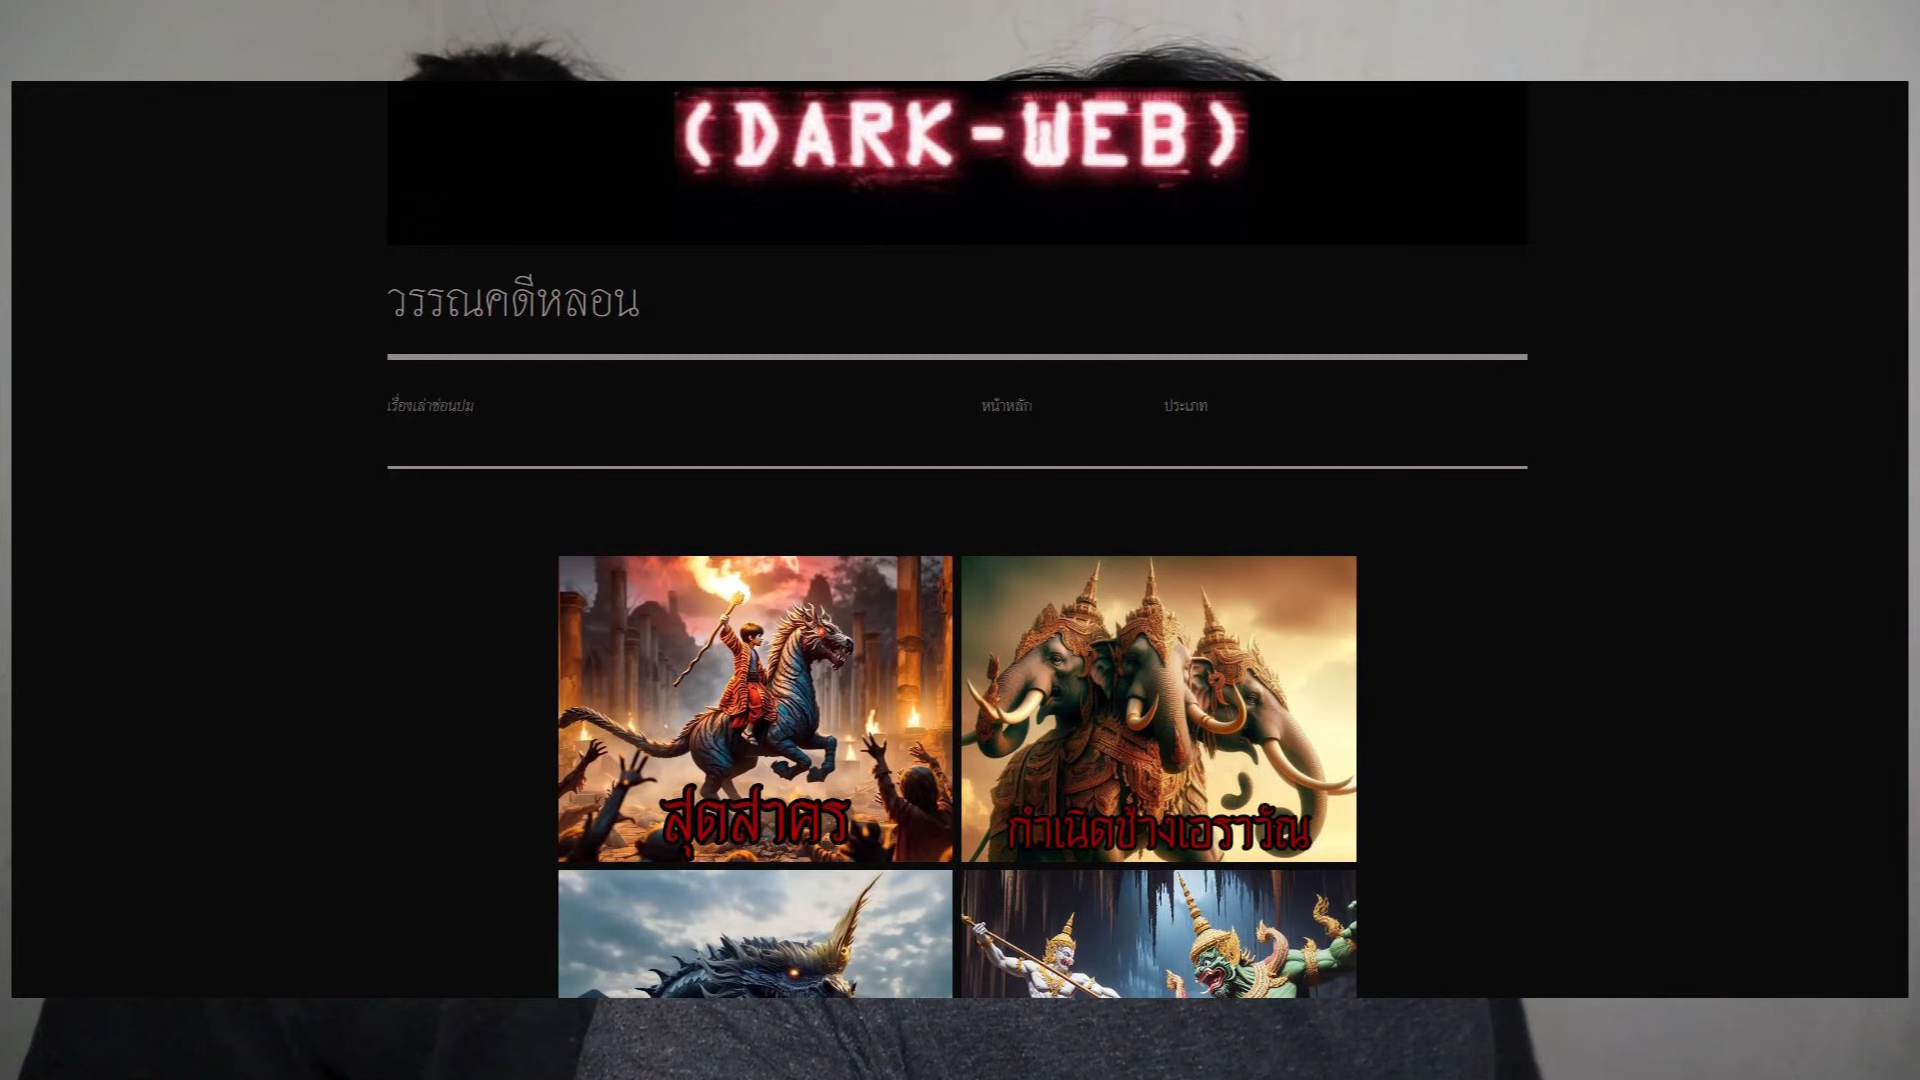 (DARK-WEB)
วรรณคดีหลอน
เรื่องเล่าซ่อนปม
หน้าหลัก
ประเภท
สุดสาคร
กำเนิดช้างเอราวัณ